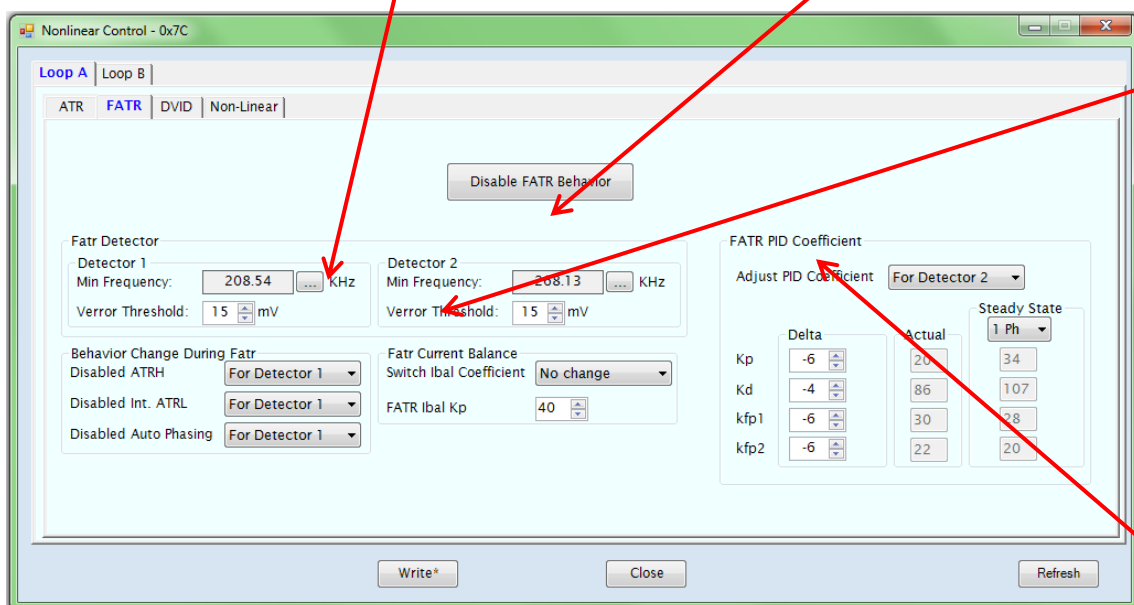 Nonlinear Control - 0x7C
Loop A Loop B
ATR FATR DVID Non-Linear
Disable FATR Behavior
Fatr Detector
Detector 1
Min Frequency: 208.54 ... KHz
Verror Threshold: 15 mV
Detector 2
Min Frequency: 268.13 ... KHz
Verror Threshold: 15 mV
Behavior Change During Fatr
Disabled ATRH For Detector 1
Disabled Int. ATRL For Detector 1
Disabled Auto Phasing For Detector 1
Fatr Current Balance
Switch Ibal Coefficient No change
FATR Ibal Kp 40
FATR PID Coefficient
Adjust PID Coefficient For Detector 2
Delta Actual Steady State
1 Ph
Kp -6 20 34
Kd -4 86 107
kfp1 -6 30 28
kfp2 -6 22 20
Write* Close Refresh